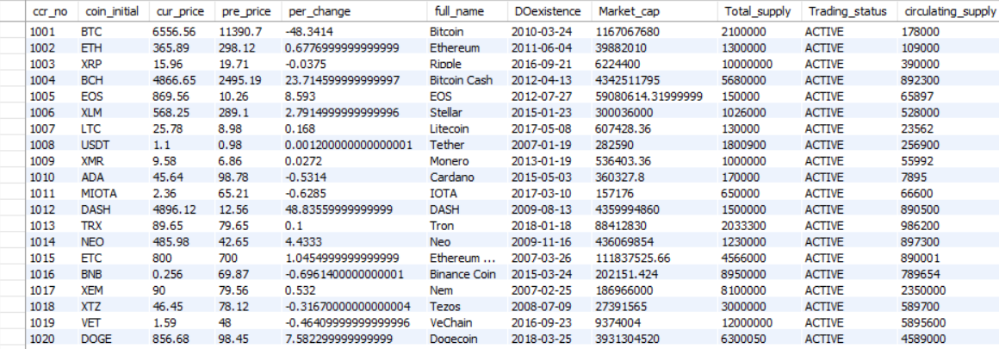 ccr_no coin_initial cur_price pre_price per_change full_name DOexistence Market_cap Total_supply Trading_status circulating_supply
1001 BTC 6556.56 11390.7 -48.3414 Bitcoin 2010-03-24 1167067680 2100000 ACTIVE 178000
1002 ETH 365.89 298.12 0.6776999999999999 Ethereum 2011-06-04 39882010 1300000 ACTIVE 109000
1003 XRP 15.96 19.71 -0.0375 Ripple 2016-09-21 6224400 10000000 ACTIVE 390000
1004 BCH 4866.65 2495.19 23.714599999999997 Bitcoin Cash 2012-04-13 4342511795 5680000 ACTIVE 892300
1005 EOS 869.56 10.26 8.593 EOS 2012-07-27 59080614.31999999 150000 ACTIVE 65897
1006 XLM 568.25 289.1 2.7914999999999996 Stellar 2015-01-23 300036000 1026000 ACTIVE 528000
1007 LTC 25.78 8.98 0.168 Litecoin 2017-05-08 607428.36 130000 ACTIVE 23562
1008 USDT 1.1 0.98 0.0012000000000000001 Tether 2007-01-19 282590 1800900 ACTIVE 256900
1009 XMR 9.58 6.86 0.0272 Monero 2013-01-19 536403.36 1000000 ACTIVE 55992
1010 ADA 45.64 98.78 -0.5314 Cardano 2015-05-03 360327.8 170000 ACTIVE 7895
1011 MIOTA 2.36 65.21 -0.6285 IOTA 2017-03-10 157176 650000 ACTIVE 66600
1012 DASH 4896.12 12.56 48.83559999999999 DASH 2009-08-13 4359994860 1500000 ACTIVE 890500
1013 TRX 89.65 79.65 0.1 Tron 2018-01-18 88412830 2033300 ACTIVE 986200
1014 NEO 485.98 42.65 4.4333 Neo 2009-11-16 436069854 1230000 ACTIVE 897300
1015 ETC 800 700 1.0454999999999999 Ethereum ... 2007-03-26 111837525.66 4566000 ACTIVE 890001
1016 BNB 0.256 69.87 -0.6961400000000001 Binance Coin 2015-03-24 202151.424 8950000 ACTIVE 789654
1017 XEM 90 79.56 0.532 Nem 2007-02-25 186966000 8100000 ACTIVE 2350000
1018 XTZ 46.45 78.12 -0.31670000000000004 Tezos 2008-07-09 27391565 3000000 ACTIVE 589700
1019 VET 1.59 48 -0.46409999999999996 VeChain 2016-09-23 9374004 12000000 ACTIVE 5895600
1020 DOGE 856.68 98.45 7.582299999999999 Dogecoin 2018-03-25 3931304520 6300050 ACTIVE 4589000